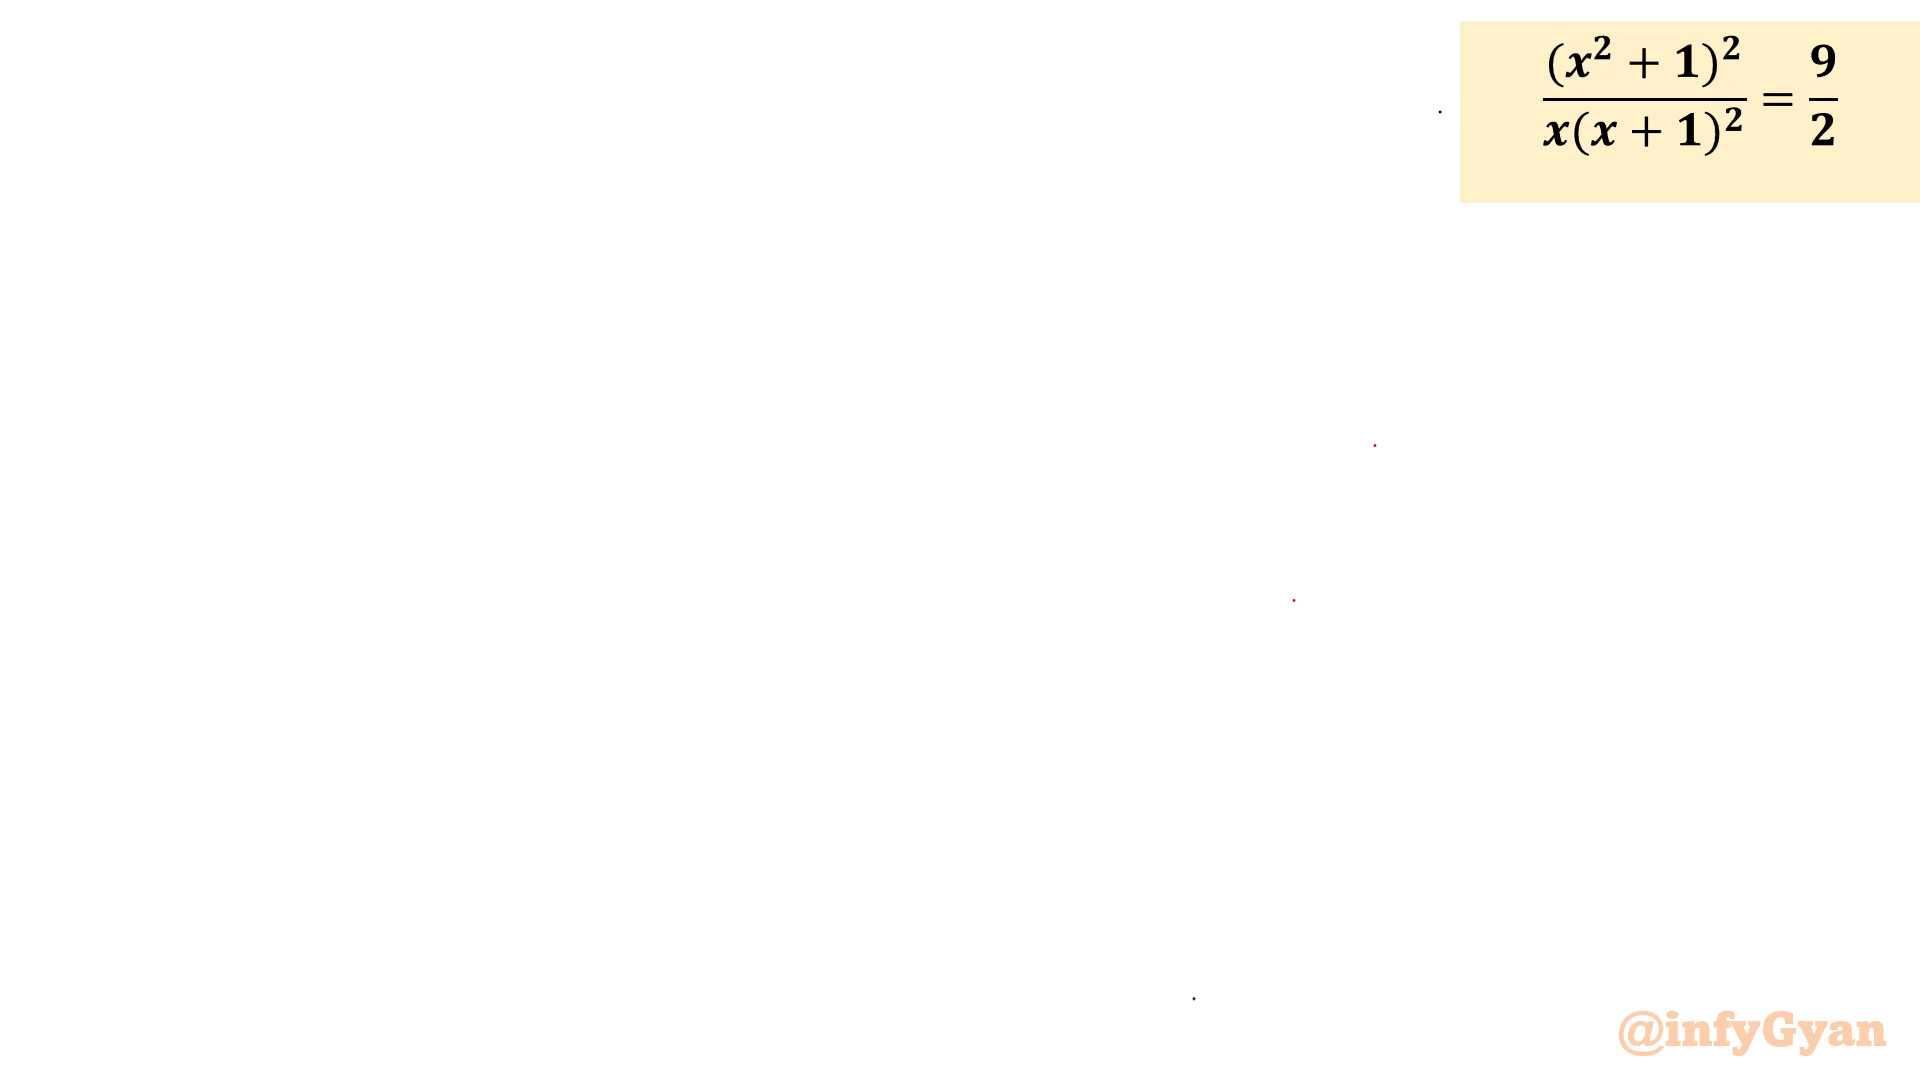 (x² + 1)² / x(x + 1)² = 9/2
@infyGyan